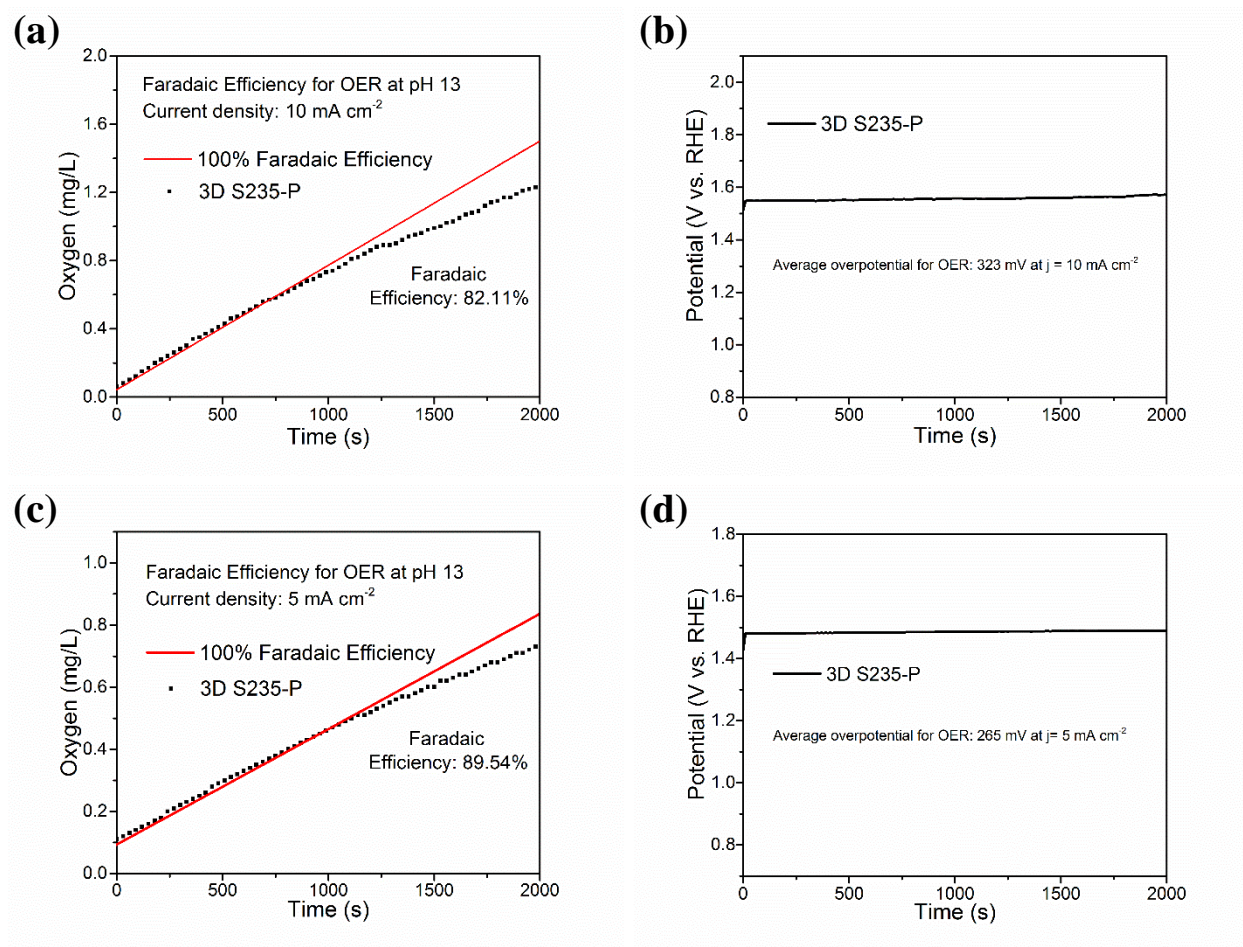 (a)
2.0
1.6
1.2
0.8
0.4
0.0
Oxygen (mg/L)
Faradaic Efficiency for OER at pH 13
Current density: 10 mA cm⁻²
100% Faradaic Efficiency
3D S235-P
Faradaic
Efficiency: 82.11%
0 500 1000 1500 2000
Time (s)
(b)
2.0
1.8
1.6
1.4
1.2
1.0
0.8
Potential (V vs. RHE)
3D S235-P
Average overpotential for OER: 323 mV at j = 10 mA cm⁻²
0 500 1000 1500 2000
Time (s)
(c)
1.0
0.8
0.6
0.4
0.2
0.0
Oxygen (mg/L)
Faradaic Efficiency for OER at pH 13
Current density: 5 mA cm⁻²
100% Faradaic Efficiency
3D S235-P
Faradaic
Efficiency: 89.54%
0 500 1000 1500 2000
Time (s)
(d)
1.8
1.6
1.4
1.2
1.0
0.8
Potential (V vs. RHE)
3D S235-P
Average overpotential for OER: 265 mV at j= 5 mA cm⁻²
0 500 1000 1500 2000
Time (s)